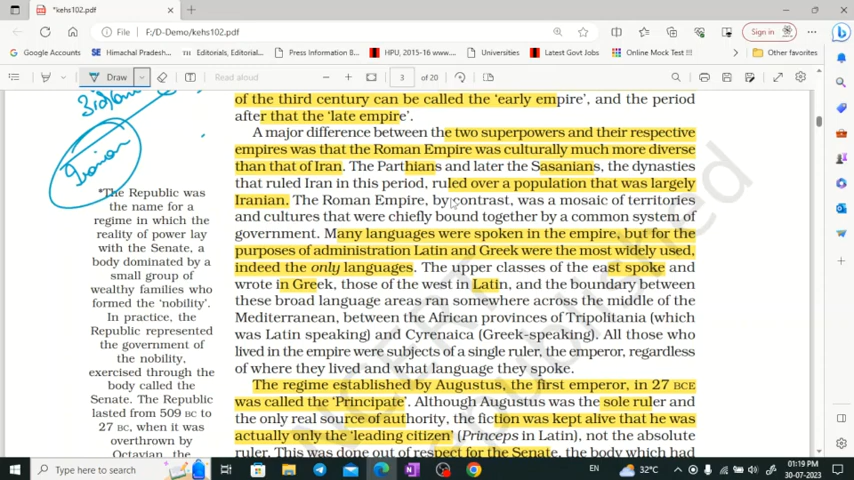 *kehs102.pdf
File | D:/D-Demo/kehs102.pdf
Sign in
Google Accounts
Himachal Pradesh...
TH Editorials, Editorial...
Press Information B...
HPU, 2015-16 www....
Universities
Latest Govt Jobs
Online Mock Test !!!
Other favorites
Draw
Read aloud
3 of 20
Iranian
of the third century can be called the 'early empire', and the period
after that the 'late empire'.
A major difference between the two superpowers and their respective
empires was that the Roman Empire was culturally much more diverse
than that of Iran. The Parthians and later the Sasanians, the dynasties
that ruled Iran in this period, ruled over a population that was largely
Iranian. The Roman Empire, by contrast, was a mosaic of territories
and cultures that were chiefly bound together by a common system of
government. Many languages were spoken in the empire, but for the
purposes of administration Latin and Greek were the most widely used,
indeed the only languages. The upper classes of the east spoke and
wrote in Greek, those of the west in Latin, and the boundary between
these broad language areas ran somewhere across the middle of the
Mediterranean, between the African provinces of Tripolitania (which
was Latin speaking) and Cyrenaica (Greek-speaking). All those who
lived in the empire were subjects of a single ruler, the emperor, regardless
of where they lived and what language they spoke.
The regime established by Augustus, the first emperor, in 27 BCE
was called the 'Principate'. Although Augustus was the sole ruler and
the only real source of authority, the fiction was kept alive that he was
actually only the 'leading citizen' (Princeps in Latin), not the absolute
ruler. This was done out of respect for the Senate, the body which had
*The Republic was
the name for a
regime in which the
reality of power lay
with the Senate, a
body dominated by a
small group of
wealthy families who
formed the 'nobility'.
In practice, the
Republic represented
the government of
the nobility,
exercised through the
body called the
Senate. The Republic
lasted from 509 BC to
27 BC, when it was
overthrown by
Octavian, the
Type here to search
EN
32°C
01:19 PM
30-07-2023